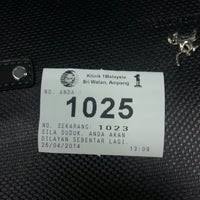 Klinik 1Malaysia
Sri Watan, Ampang
1
NO. ANDA :
1025
NO. SEKARANG: 1023
SILA DUDUK. ANDA AKAN
DILAYAN SEBENTAR LAGI.
26/04/2014 13:09